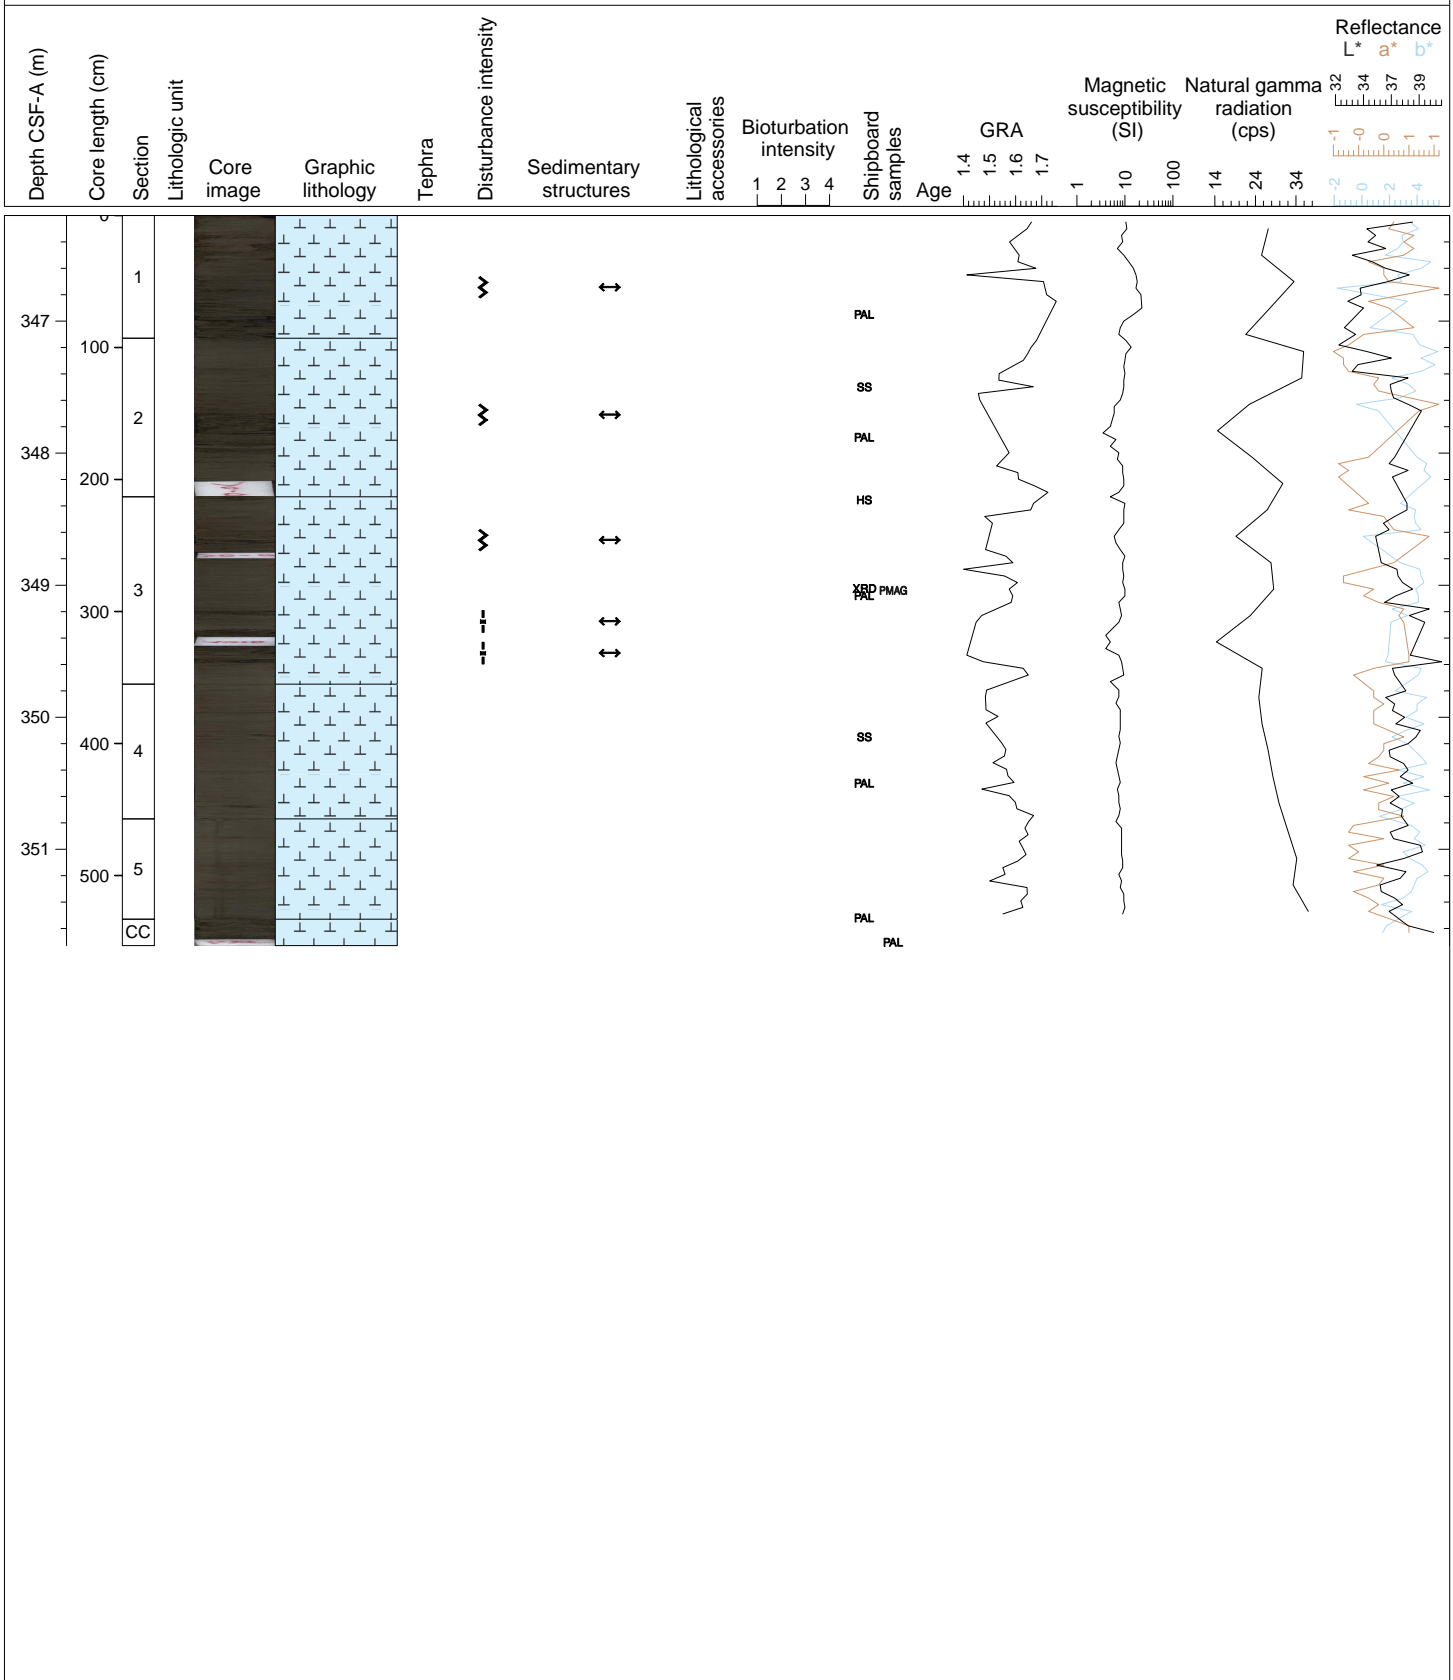 Depth CSF-A (m)
Core length (cm)
Section
Lithologic unit
Core
image
Graphic
lithology
Tephra
Disturbance intensity
Sedimentary
structures
Lithological
accessories
Bioturbation
intensity
1 2 3 4
Shipboard
samples
Age
GRA
1.4 1.5 1.6 1.7
Magnetic
susceptibility
(SI)
1 10 100
Natural gamma
radiation
(cps)
14 24 34
Reflectance
L* a* b*
32 34 37 39
-1 -0 0 1 1
-2 0 2 4
0
1
347
PAL
100
SS
2
PAL
348
200
HS
3
349
XRD PMAG
PAL
300
350
400
4
SS
PAL
351
5
500
PAL
CC
PAL